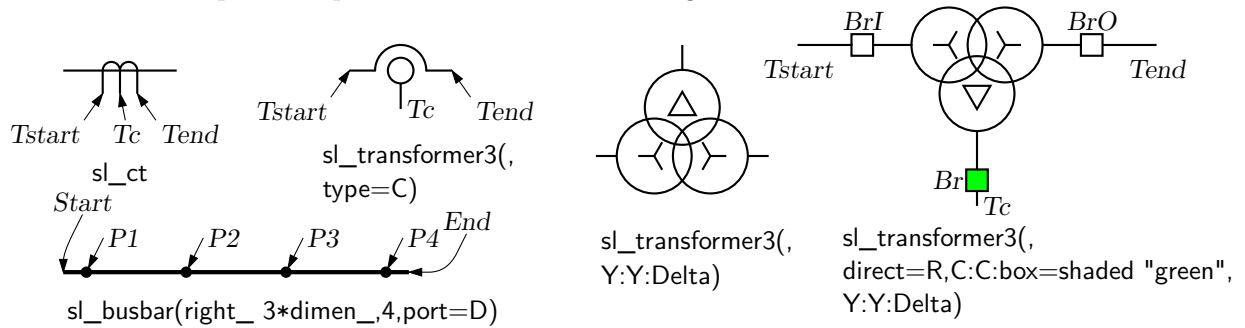 BrI
BrO
Tstart
Tend
Tstart
Tc
Tend
sl_ct
Tstart
Tc
Tend
sl_transformer3(,
type=C)
Br
Tc
Start
P1
P2
P3
P4
End
sl_busbar(right_ 3*dimen_,4,port=D)
sl_transformer3(,
Y:Y:Delta)
sl_transformer3(,
direct=R,C:C:box=shaded "green",
Y:Y:Delta)